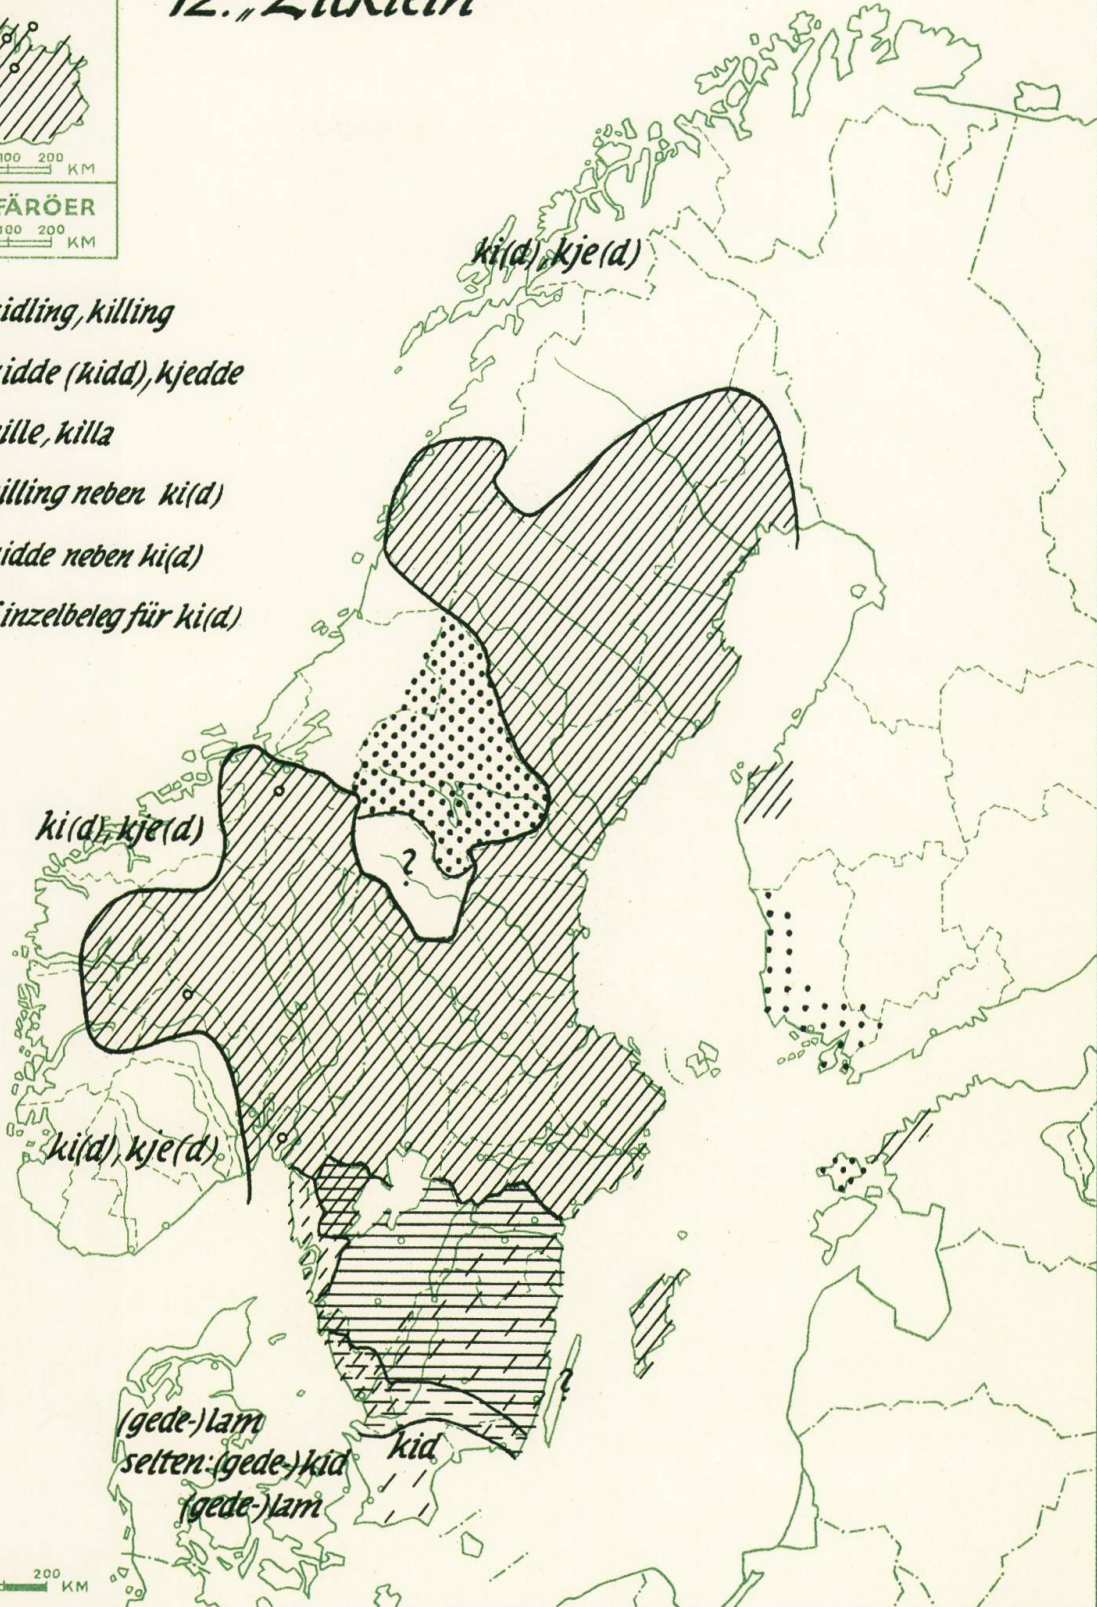 12. „Zicklein"
100 200 KM
FÄRÖER
100 200 KM
idling, killing
idde (kidd), kjedde
ille, killa
illing neben ki(d)
idde neben ki(d)
inzelbeleg für ki(d)
ki(d), kje(d)
ki(d), kje(d)
?
ki(d), kje(d)
?
(gede-)lam
selten: (gede-)kid
(gede-)lam
kid
200 KM